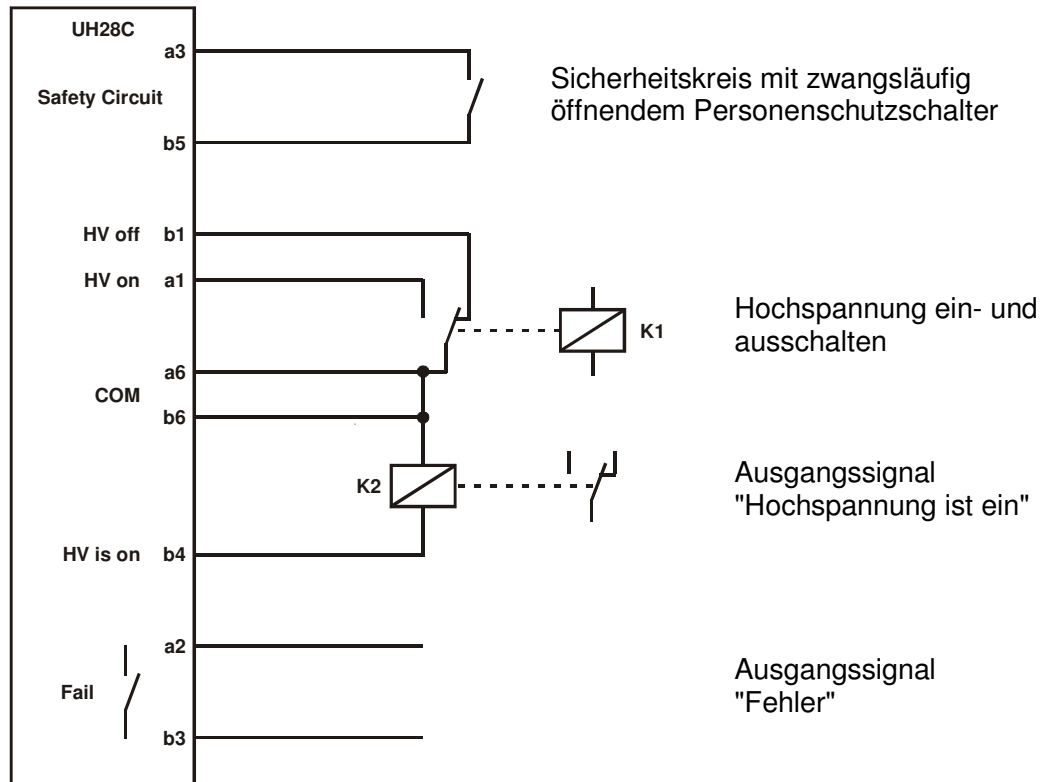 UH28C
a3
Safety Circuit
b5
Sicherheitskreis mit zwangsläufig
öffnendem Personenschutzschalter
HV off b1
HV on a1
K1
Hochspannung ein- und
ausschalten
a6
COM
b6
K2
Ausgangssignal
"Hochspannung ist ein"
HV is on b4
a2
Fail
b3
Ausgangssignal
"Fehler"